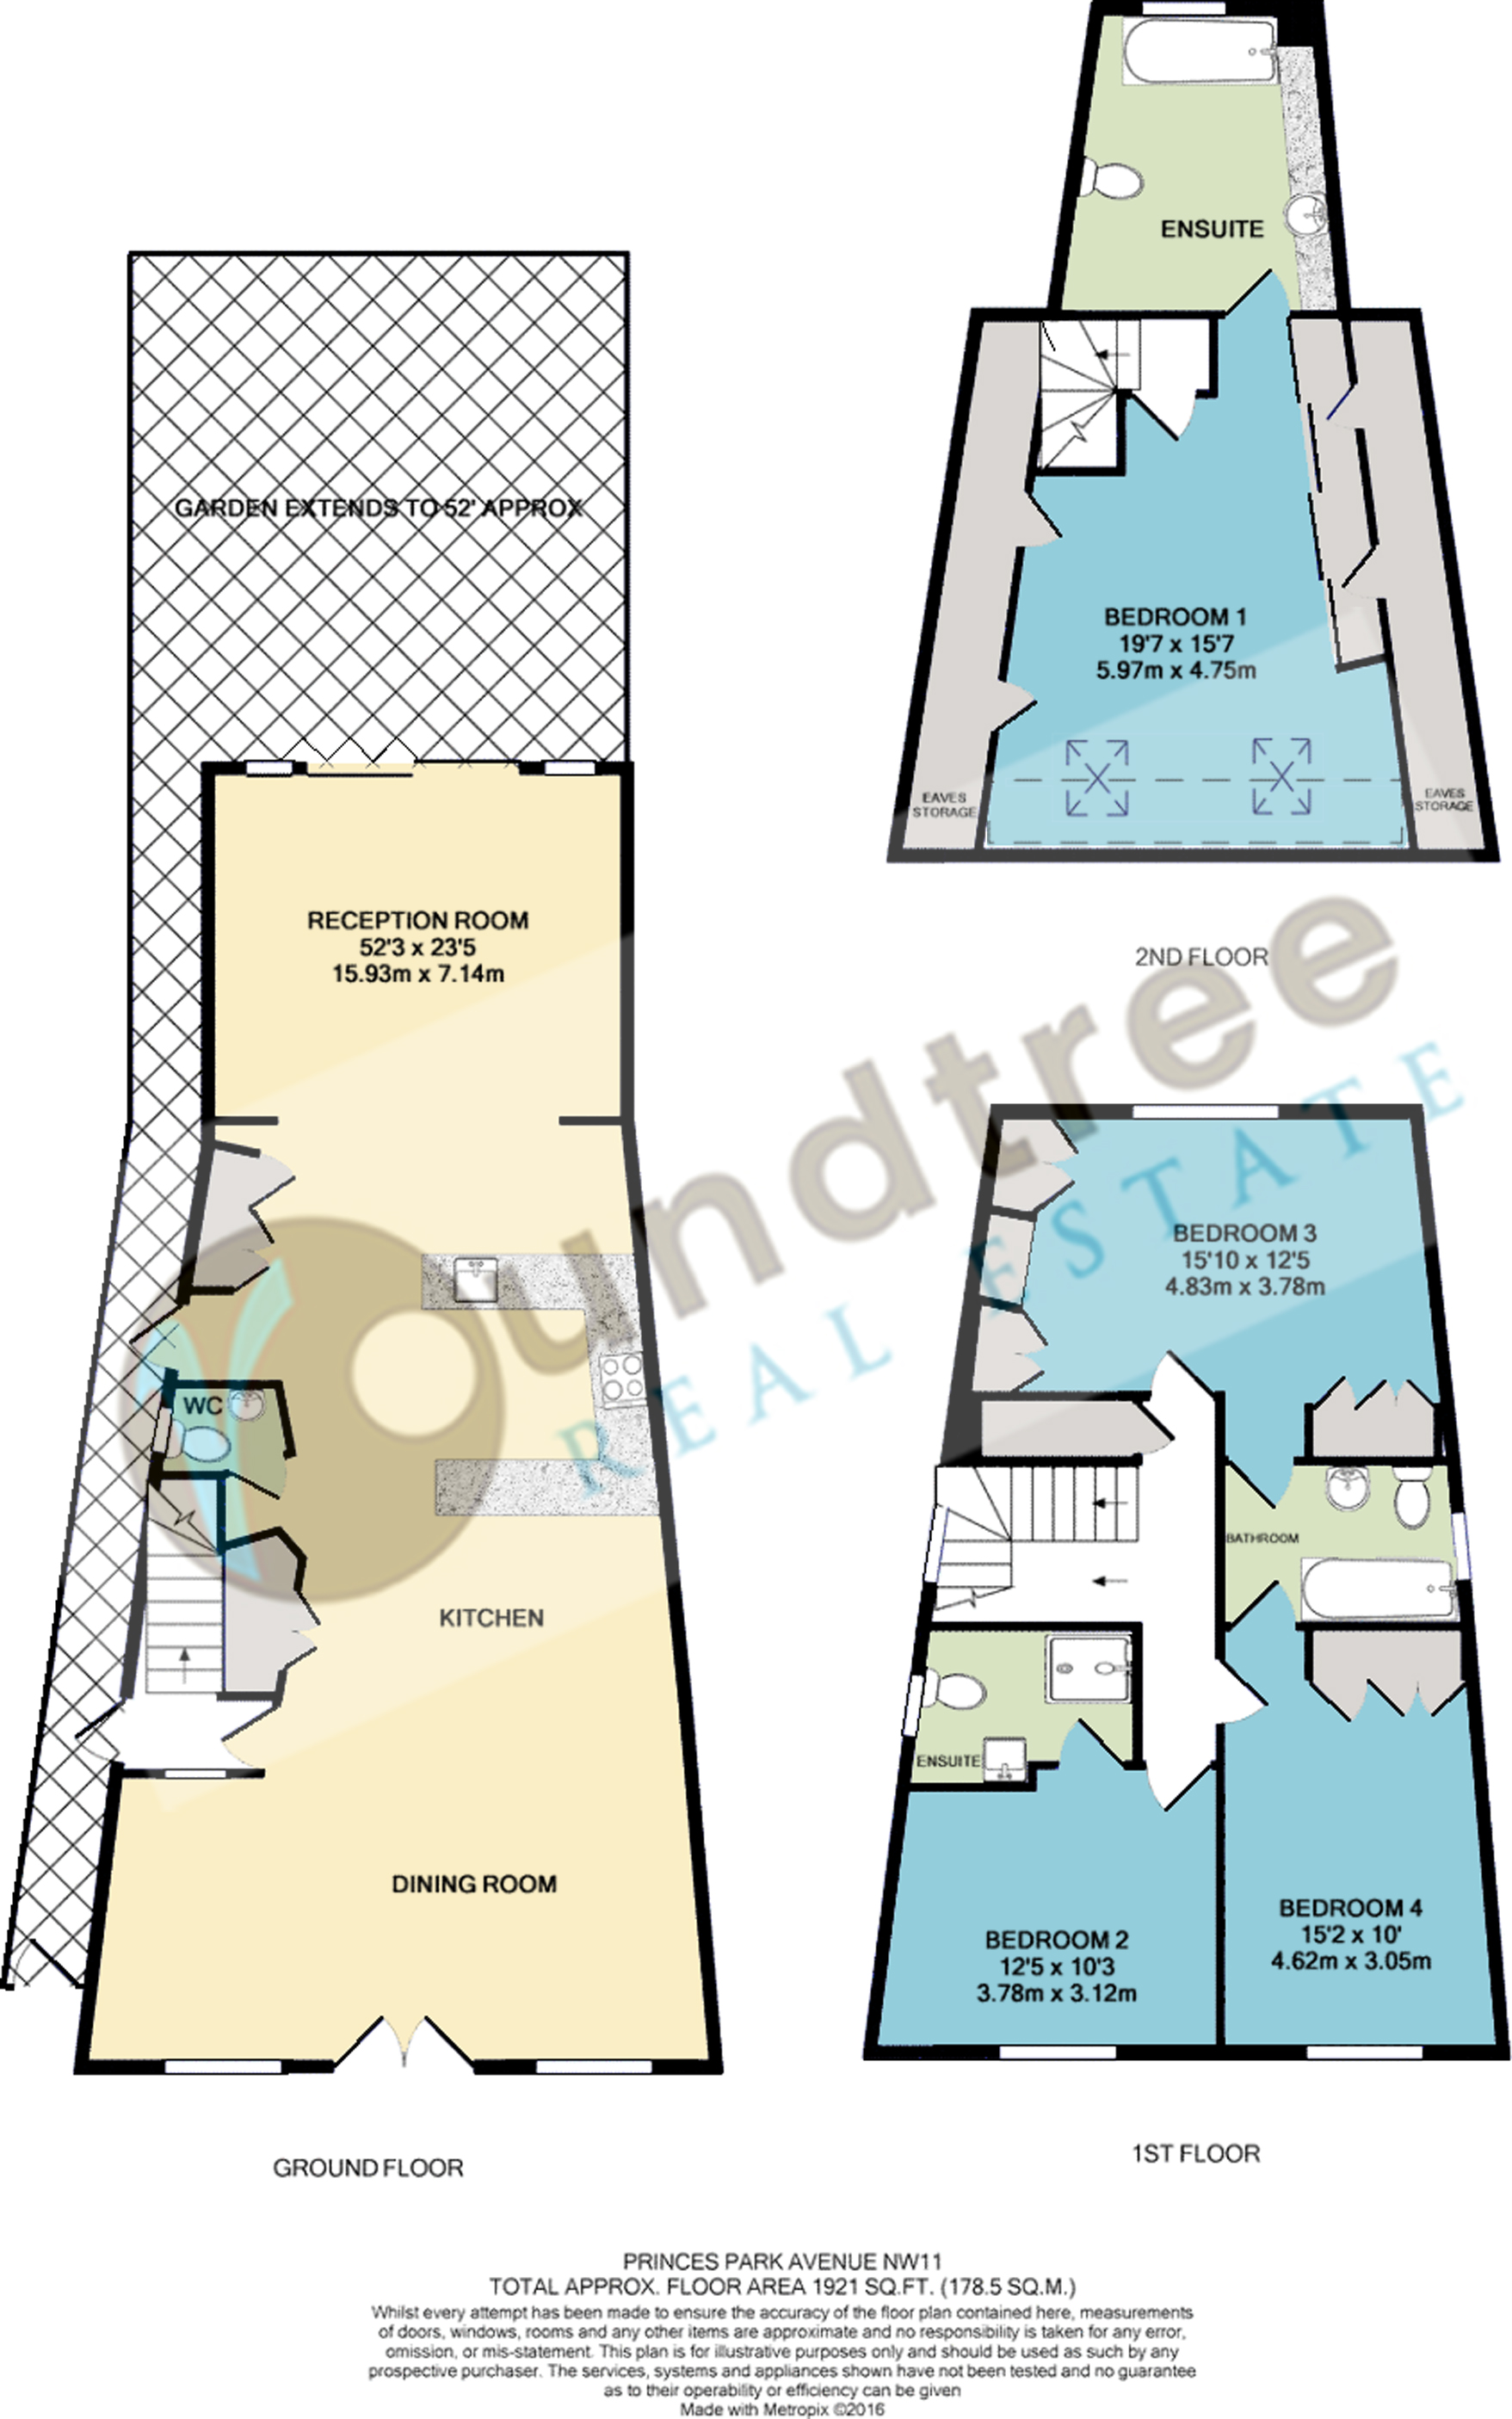 ENSUITE
GARDEN EXTENDS TO 52' APPROX
BEDROOM 1
19'7 x 15'7
5.97m x 4.75m
EAVES
STORAGE
EAVES
STORAGE
2ND FLOOR
RECEPTION ROOM
52'3 x 23'5
15.93m x 7.14m
WC
KITCHEN
DINING ROOM
GROUND FLOOR
BEDROOM 3
15'10 x 12'5
4.83m x 3.78m
BATHROOM
ENSUITE
BEDROOM 2
12'5 x 10'3
3.78m x 3.12m
BEDROOM 4
15'2 x 10'
4.62m x 3.05m
1ST FLOOR
undtree
REAL ESTATE
PRINCES PARK AVENUE NW11
TOTAL APPROX. FLOOR AREA 1921 SQ.FT. (178.5 SQ.M.)
Whilst every attempt has been made to ensure the accuracy of the floor plan contained here, measurements
of doors, windows, rooms and any other items are approximate and no responsibility is taken for any error,
omission, or mis-statement. This plan is for illustrative purposes only and should be used as such by any
prospective purchaser. The services, systems and appliances shown have not been tested and no guarantee
as to their operability or efficiency can be given
Made with Metropix ©2016